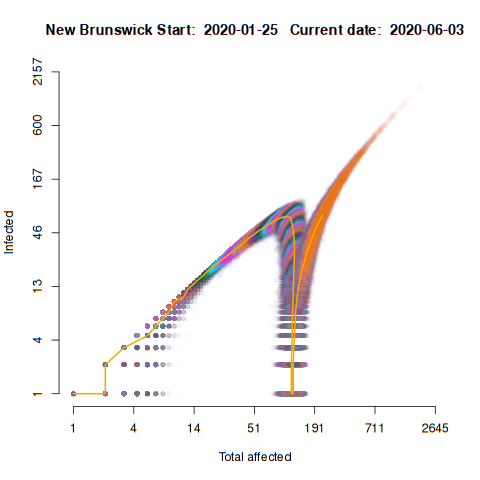 New Brunswick Start:  2020-01-25   Current date:  2020-06-03
2157
600
167
46
13
4
1
Infected
1 4 14 51 191 711 2645
Total affected